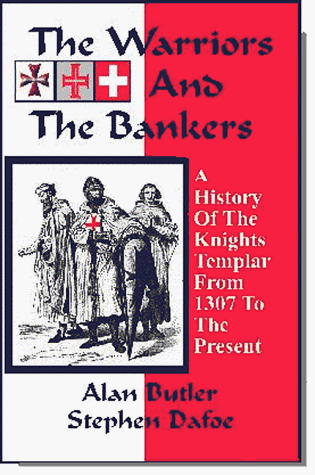 The Warriors
And
The Bankers
A
History
Of The
Knights
Templar
From
1307 To
The
Present
Alan Butler
Stephen Dafoe